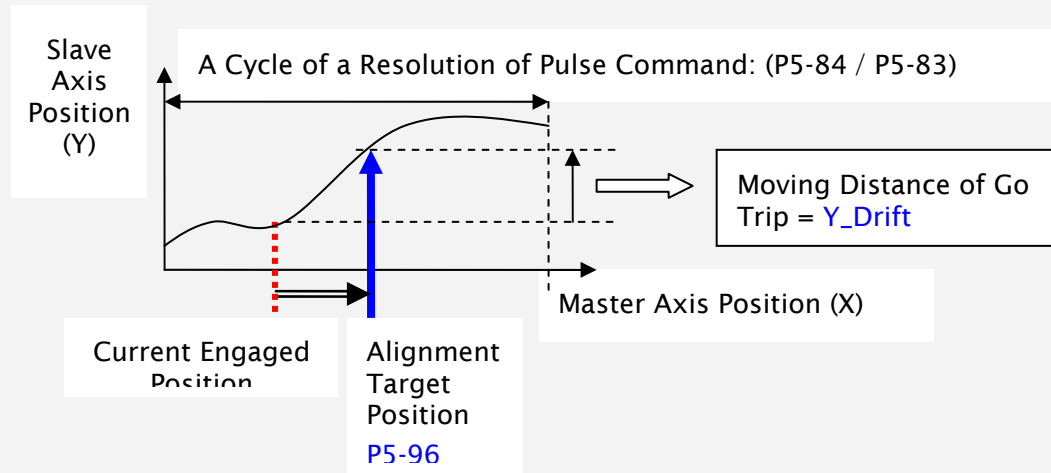 Slave
Axis
Position
(Y)
A Cycle of a Resolution of Pulse Command: (P5-84 / P5-83)
Moving Distance of Go
Trip = Y_Drift
Master Axis Position (X)
Current Engaged
Position
Alignment
Target
Position
P5-96